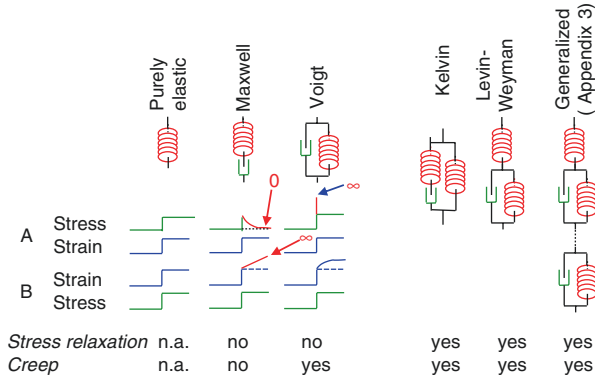 Purely elastic
Maxwell
Voigt
Kelvin
Levin-Weyman
Generalized ( Appendix 3)
0
∞
A
Stress
Strain
∞
B
Strain
Stress
Stress relaxation n.a. no no yes yes yes
Creep n.a. no yes yes yes yes